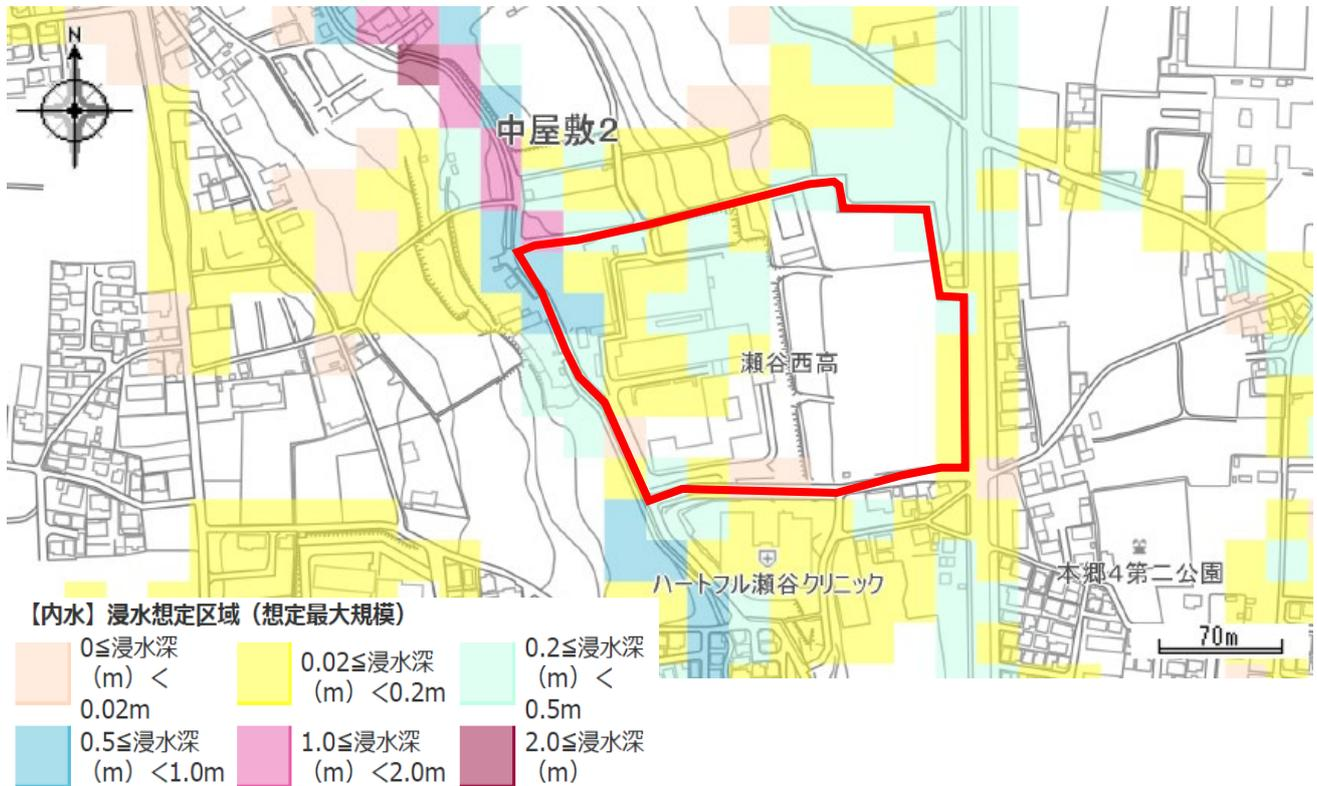 N
中屋敷2
瀬谷西高
ハートフル瀬谷クリニック
本郷4第二公園
70m
【内水】浸水想定区域（想定最大規模）
0≦浸水深
（m）＜
0.02m
0.02≦浸水深
（m）＜0.2m
0.2≦浸水深
（m）＜
0.5m
0.5≦浸水深
（m）＜1.0m
1.0≦浸水深
（m）＜2.0m
2.0≦浸水深
（m）